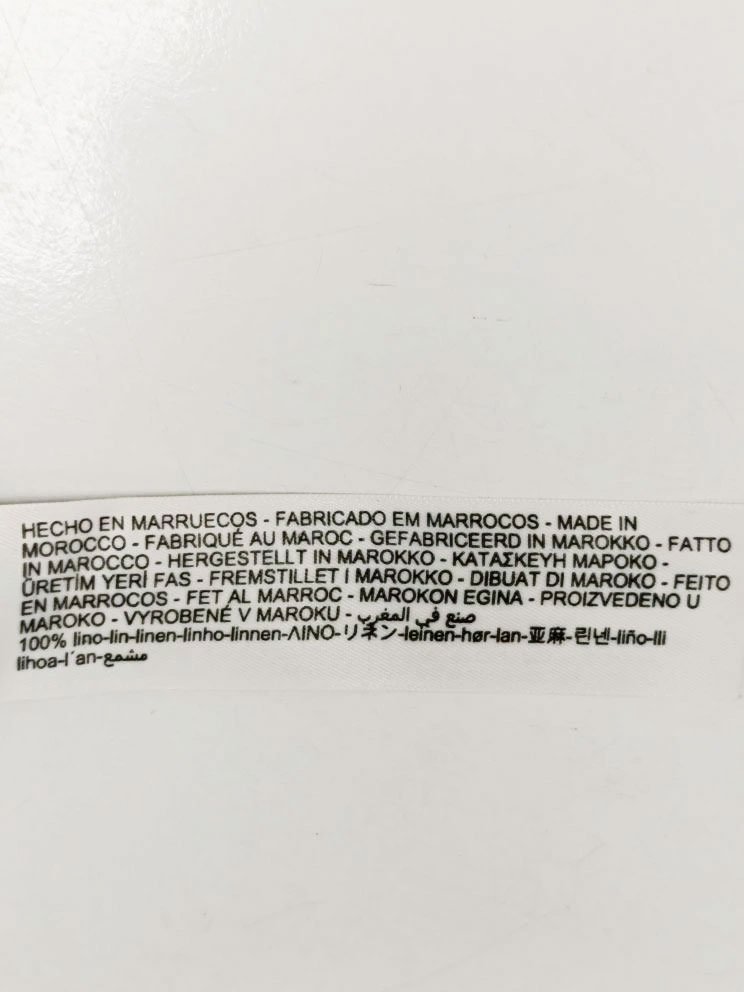 HECHO EN MARRUECOS - FABRICADO EM MARROCOS - MADE IN
MOROCCO - FABRIQUÉ AU MAROC - GEFABRICEERD IN MAROKKO - FATTO
IN MAROCCO - HERGESTELLT IN MAROKKO - ΚΑΤΑΣΚΕΥΗ ΜΑΡΟΚΟ -
ÜRETİM YERİ FAS - FREMSTILLET I MAROKKO - DIBUAT DI MAROKO - FEITO
EN MARROCOS - FET AL MARROC - MAROKON EGINA - PROIZVEDENO U
MAROKO - VYROBENÉ V MAROKU - صنع في المغرب
100% lino-lin-linen-linho-linnen-ΛΙΝΟ-リネン-leinen-hør-lan-亚麻-린넨-liño-lli
lihoa-l´an-مشمع